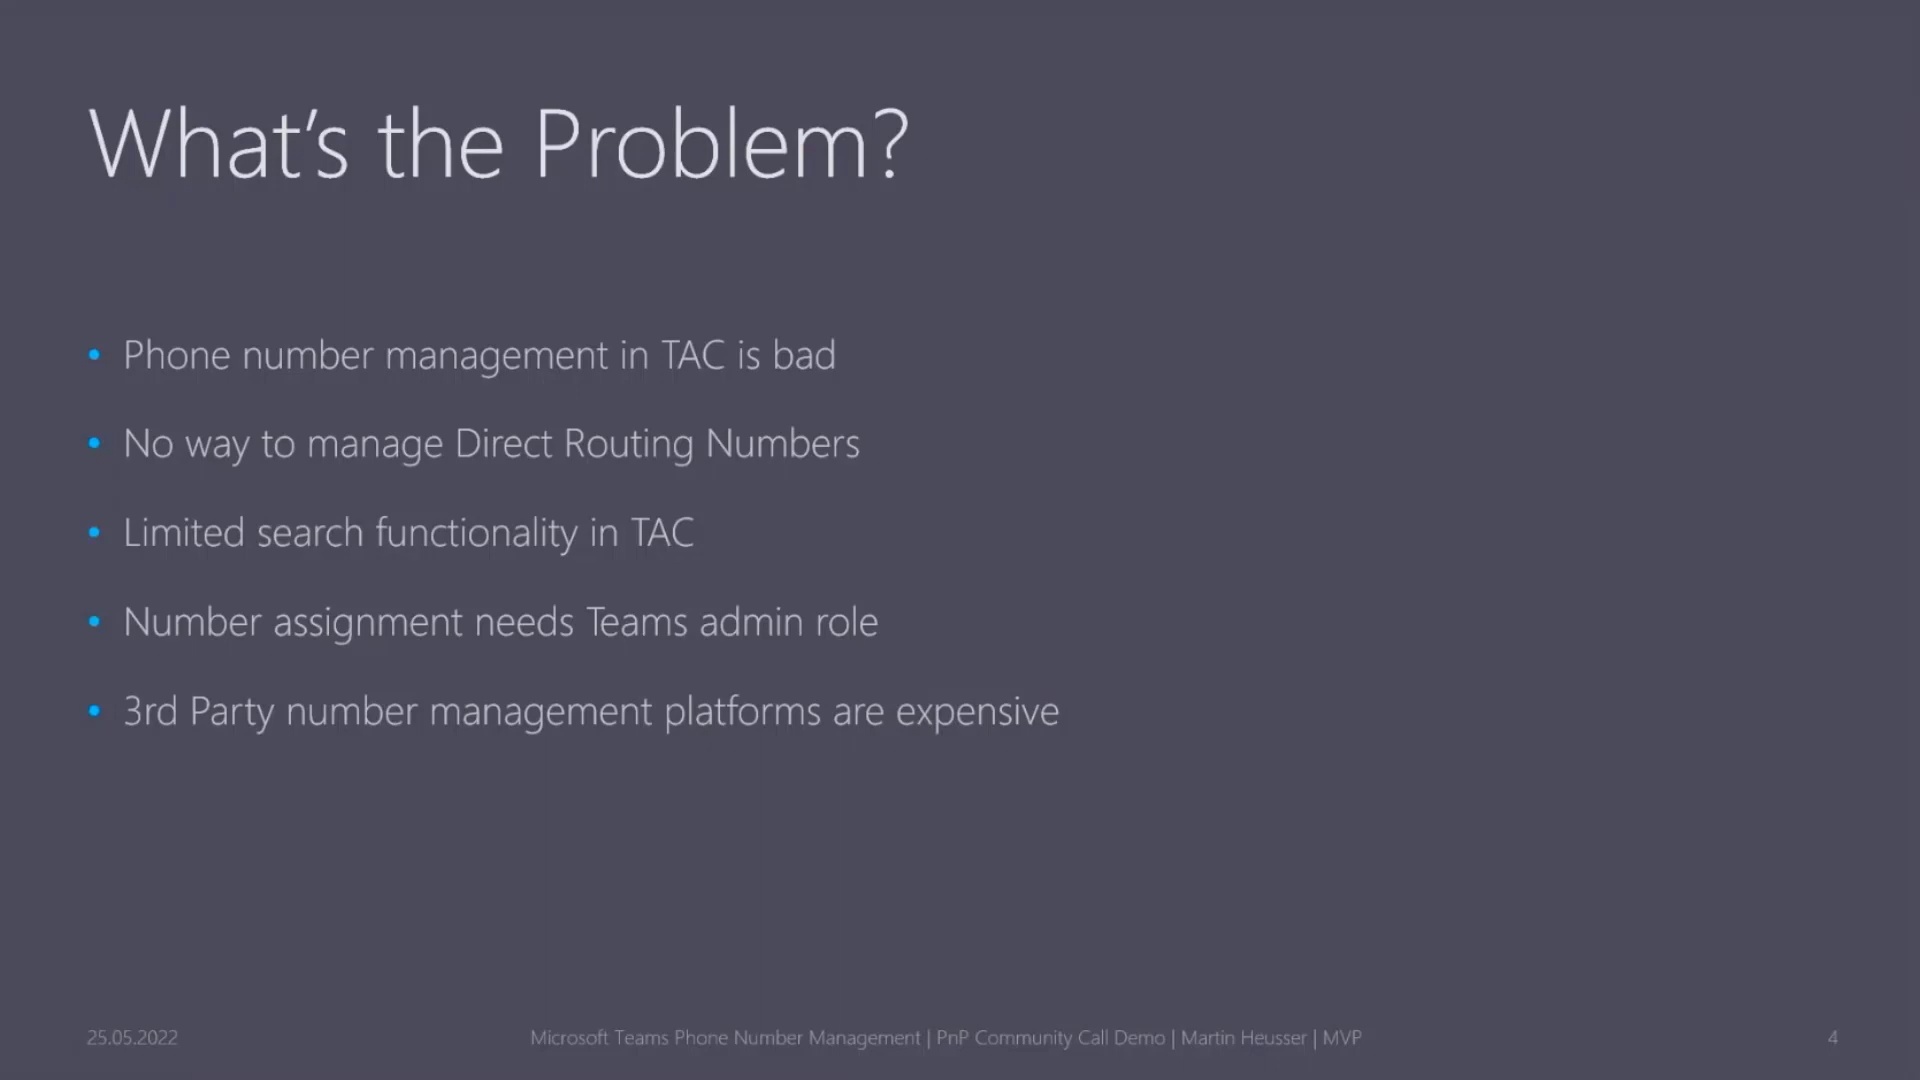 What's the Problem?
• Phone number management in TAC is bad
• No way to manage Direct Routing Numbers
• Limited search functionality in TAC
• Number assignment needs Teams admin role
• 3rd Party number management platforms are expensive
25.05.2022
Microsoft Teams Phone Number Management | PnP Community Call Demo | Martin Heusser | MVP
4